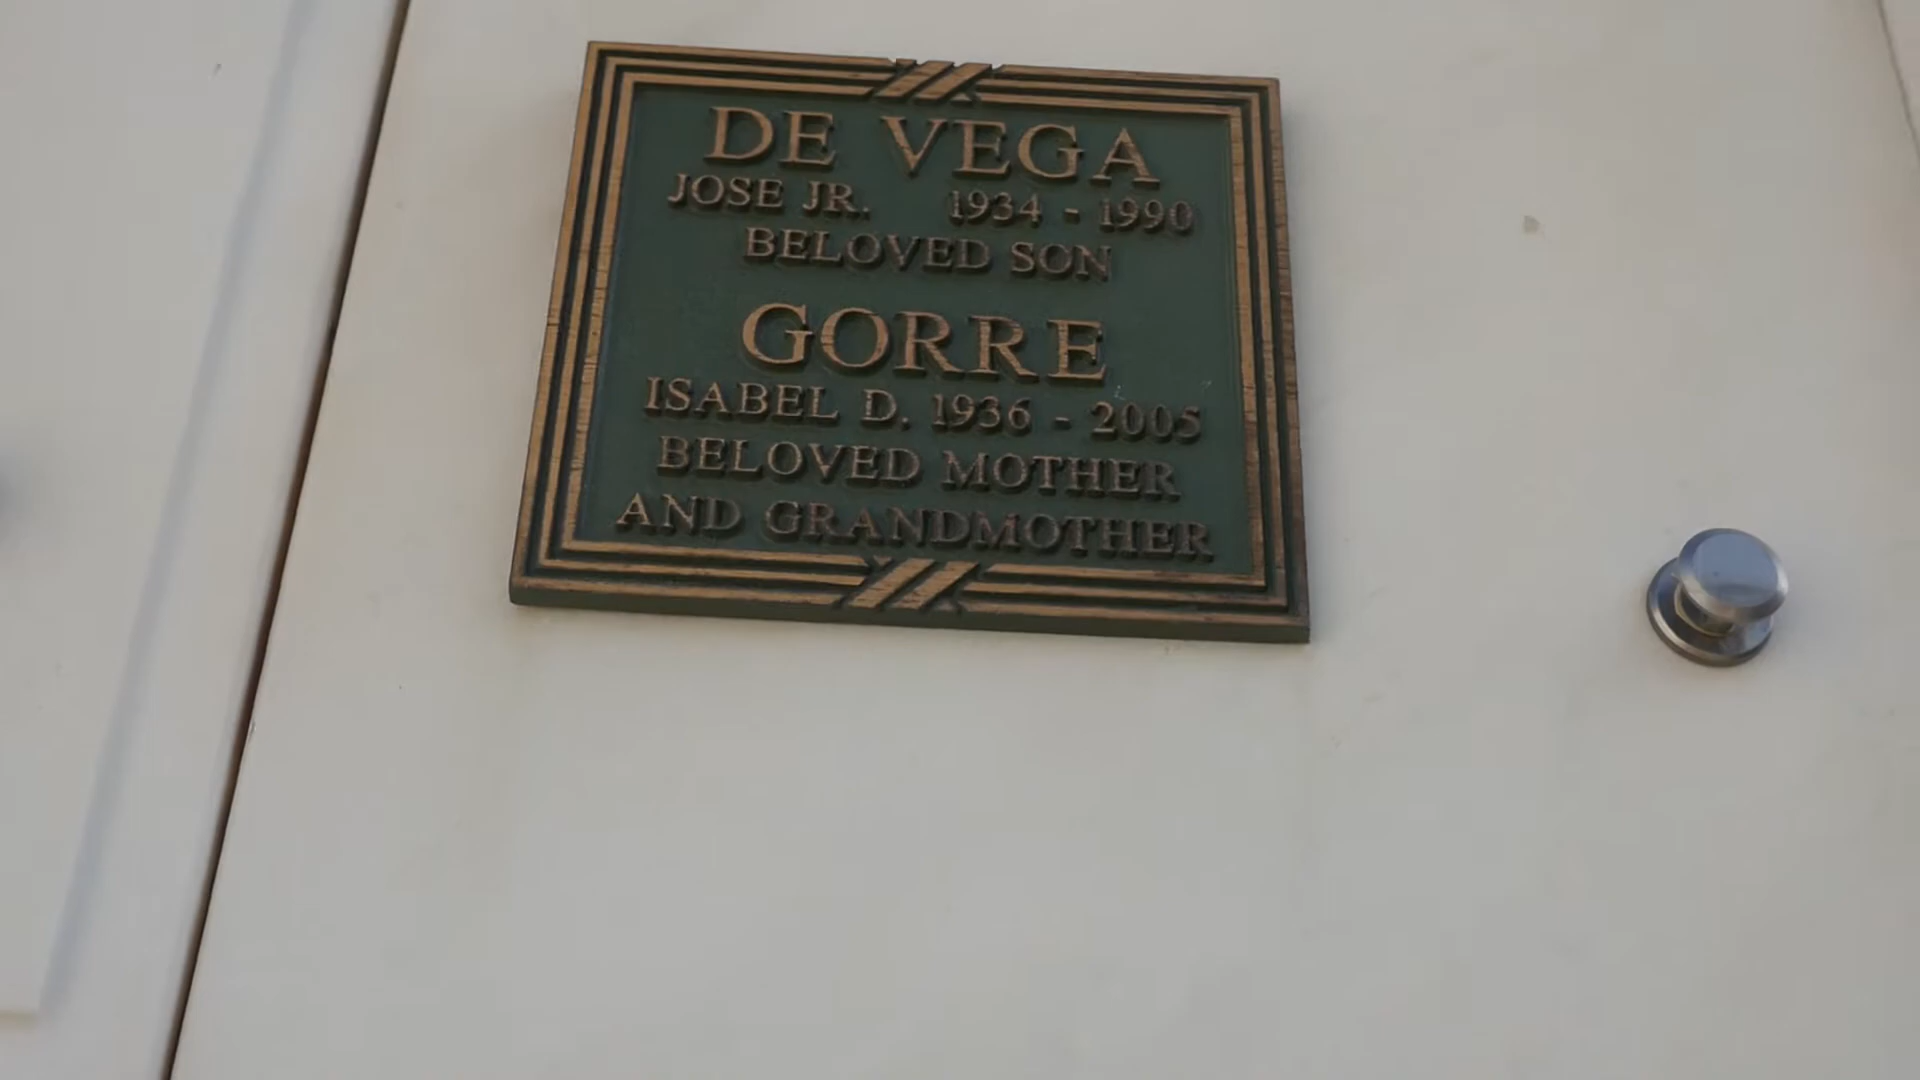 DE VEGA
JOSE JR. 1934 - 1990
BELOVED SON
GORRE
ISABEL D. 1936 - 2005
BELOVED MOTHER
AND GRANDMOTHER